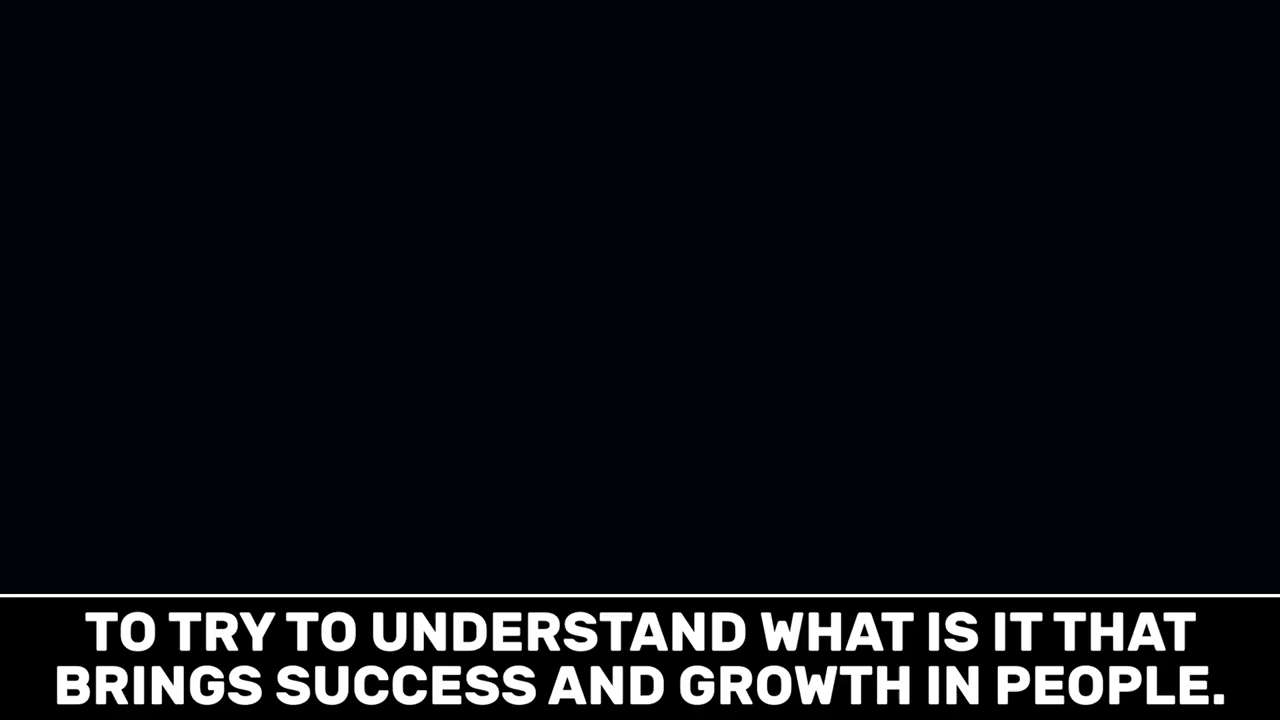 TO TRY TO UNDERSTAND WHAT IS IT THAT
BRINGS SUCCESS AND GROWTH IN PEOPLE.